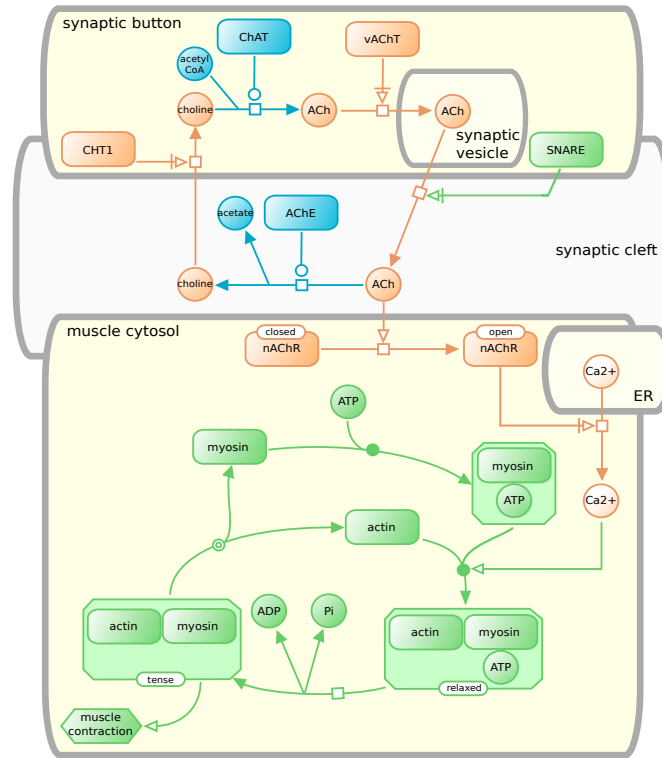 synaptic button
ChAT
vAChT
acetyl
CoA
choline
ACh
ACh
synaptic
vesicle
CHT1
SNARE
acetate
AChE
synaptic cleft
choline
ACh
muscle cytosol
closed
nAChR
open
nAChR
Ca2+
ER
ATP
myosin
myosin
ATP
Ca2+
actin
actin
myosin
tense
ADP
Pi
actin
myosin
ATP
relaxed
muscle
contraction